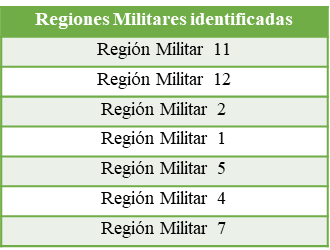 Regiones Militares identificadas
Región Militar 11
Región Militar 12
Región Militar 2
Región Militar 1
Región Militar 5
Región Militar 4
Región Militar 7